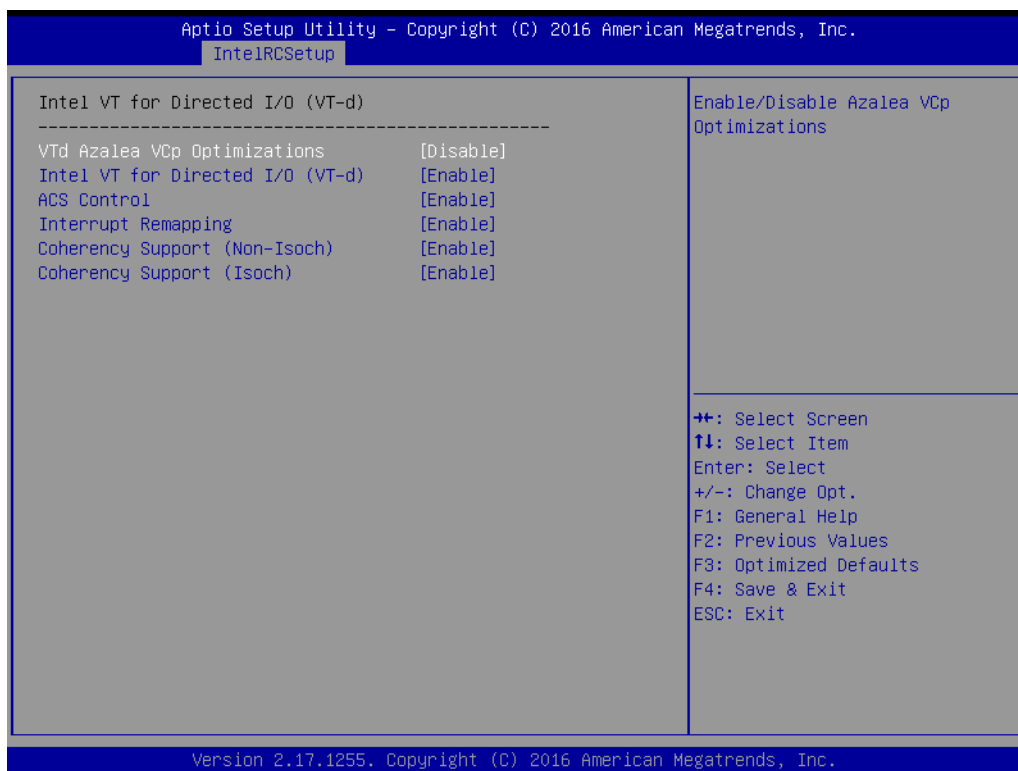 Aptio Setup Utility – Copyright (C) 2016 American Megatrends, Inc.
IntelRCSetup
Intel VT for Directed I/O (VT-d)
--------------------------------------------------
VTd Azalea VCp Optimizations [Disable]
Intel VT for Directed I/O (VT-d) [Enable]
ACS Control [Enable]
Interrupt Remapping [Enable]
Coherency Support (Non-Isoch) [Enable]
Coherency Support (Isoch) [Enable]
Enable/Disable Azalea VCp
Optimizations
→←: Select Screen
↑↓: Select Item
Enter: Select
+/-: Change Opt.
F1: General Help
F2: Previous Values
F3: Optimized Defaults
F4: Save & Exit
ESC: Exit
Version 2.17.1255. Copyright (C) 2016 American Megatrends, Inc.